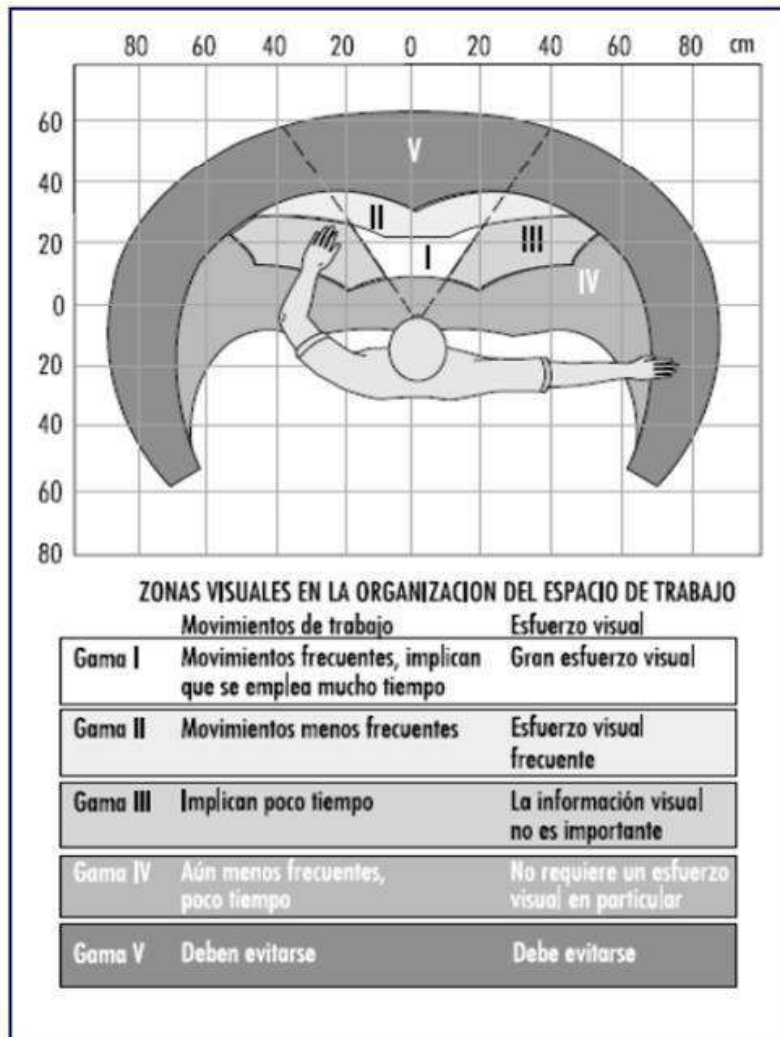 80 60 40 20 0 20 40 60 80 cm
60
40
20
0
20
40
60
80
V
II
I
III
IV
ZONAS VISUALES EN LA ORGANIZACION DEL ESPACIO DE TRABAJO
Movimientos de trabajo Esfuerzo visual
Gama I Movimientos frecuentes, implican Gran esfuerzo visual
que se emplea mucho tiempo
Gama II Movimientos menos frecuentes Esfuerzo visual
frecuente
Gama III Implican poco tiempo La información visual
no es importante
Gama IV Aún menos frecuentes, No requiere un esfuerzo
poco tiempo visual en particular
Gama V Deben evitarse Debe evitarse